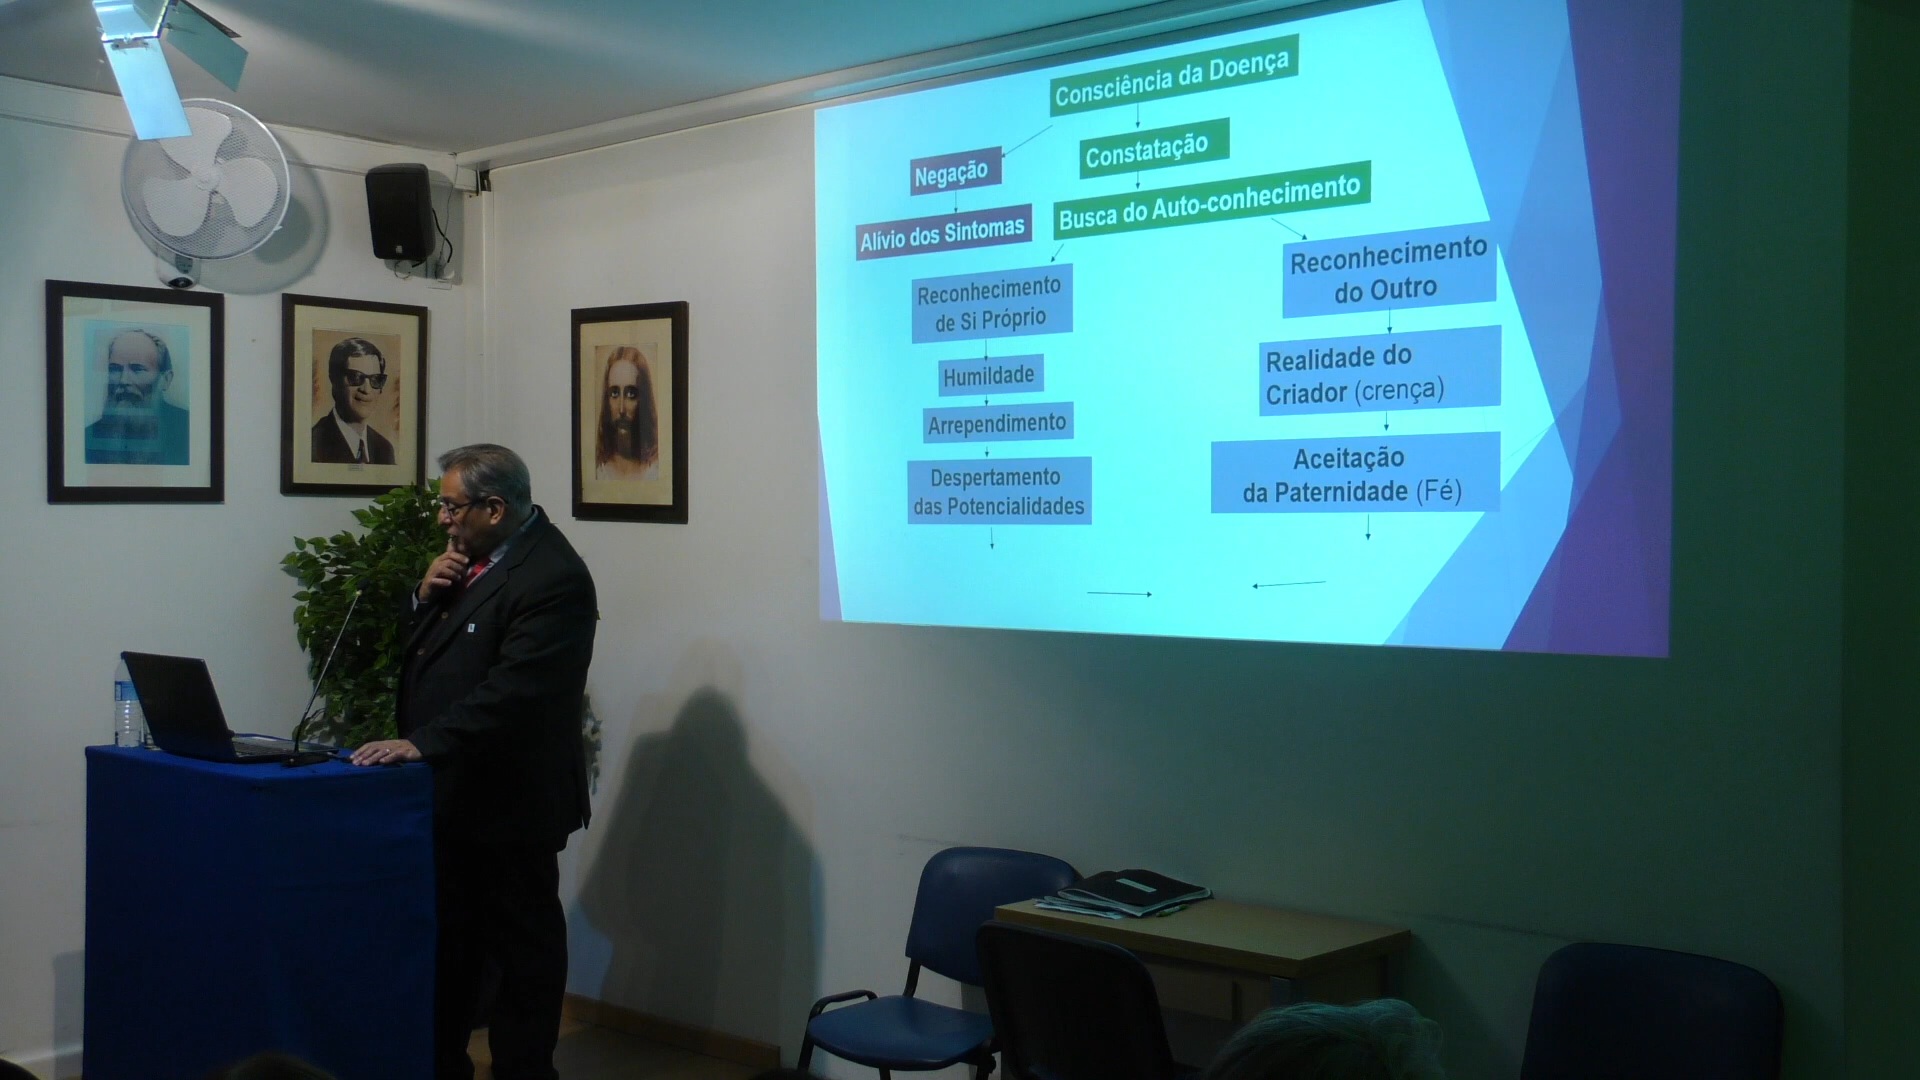 Consciência da Doença
Constatação
Negação
Busca do Auto-conhecimento
Alívio dos Sintomas
Reconhecimento
de Si Próprio
Humildade
Arrependimento
Despertamento
das Potencialidades
Reconhecimento
do Outro
Realidade do
Criador (crença)
Aceitação
da Paternidade (Fé)